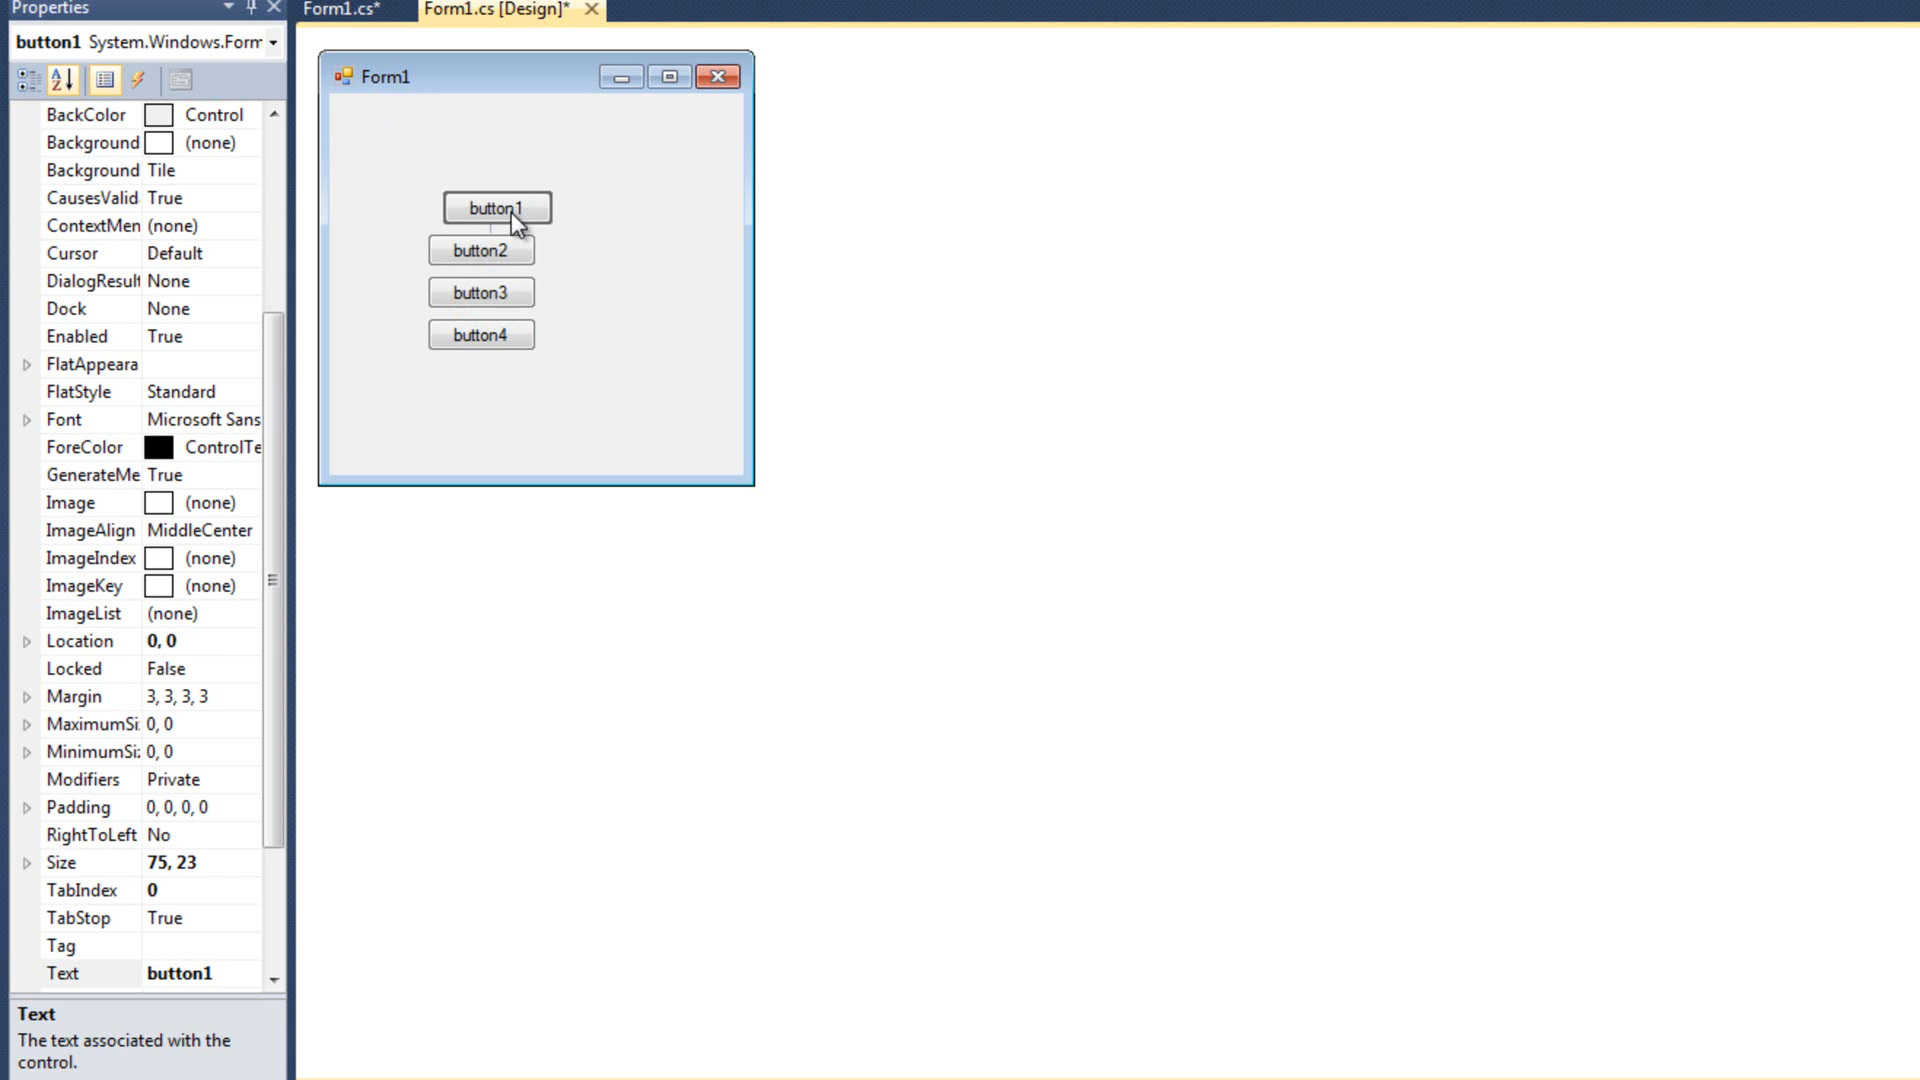 Properties
Form1.cs*
Form1.cs [Design]*
button1 System.Windows.Form
BackColor Control
Background (none)
Background Tile
CausesValid True
ContextMen (none)
Cursor Default
DialogResult None
Dock None
Enabled True
FlatAppeara
FlatStyle Standard
Font Microsoft Sans
ForeColor ControlTe
GenerateMe True
Image (none)
ImageAlign MiddleCenter
ImageIndex (none)
ImageKey (none)
ImageList (none)
Location 0, 0
Locked False
Margin 3, 3, 3, 3
MaximumSi 0, 0
MinimumSi 0, 0
Modifiers Private
Padding 0, 0, 0, 0
RightToLeft No
Size 75, 23
TabIndex 0
TabStop True
Tag
Text button1
Text
The text associated with the
control.
Form1
button1
button2
button3
button4